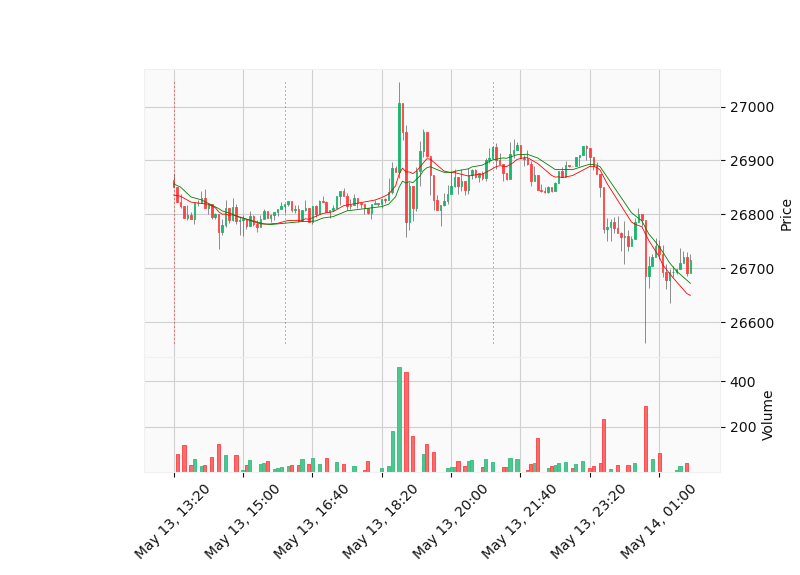 27000
26900
26800
26700
26600
Price
400
200
Volume
May 13, 13:20
May 13, 15:00
May 13, 16:40
May 13, 18:20
May 13, 20:00
May 13, 21:40
May 13, 23:20
May 14, 01:00